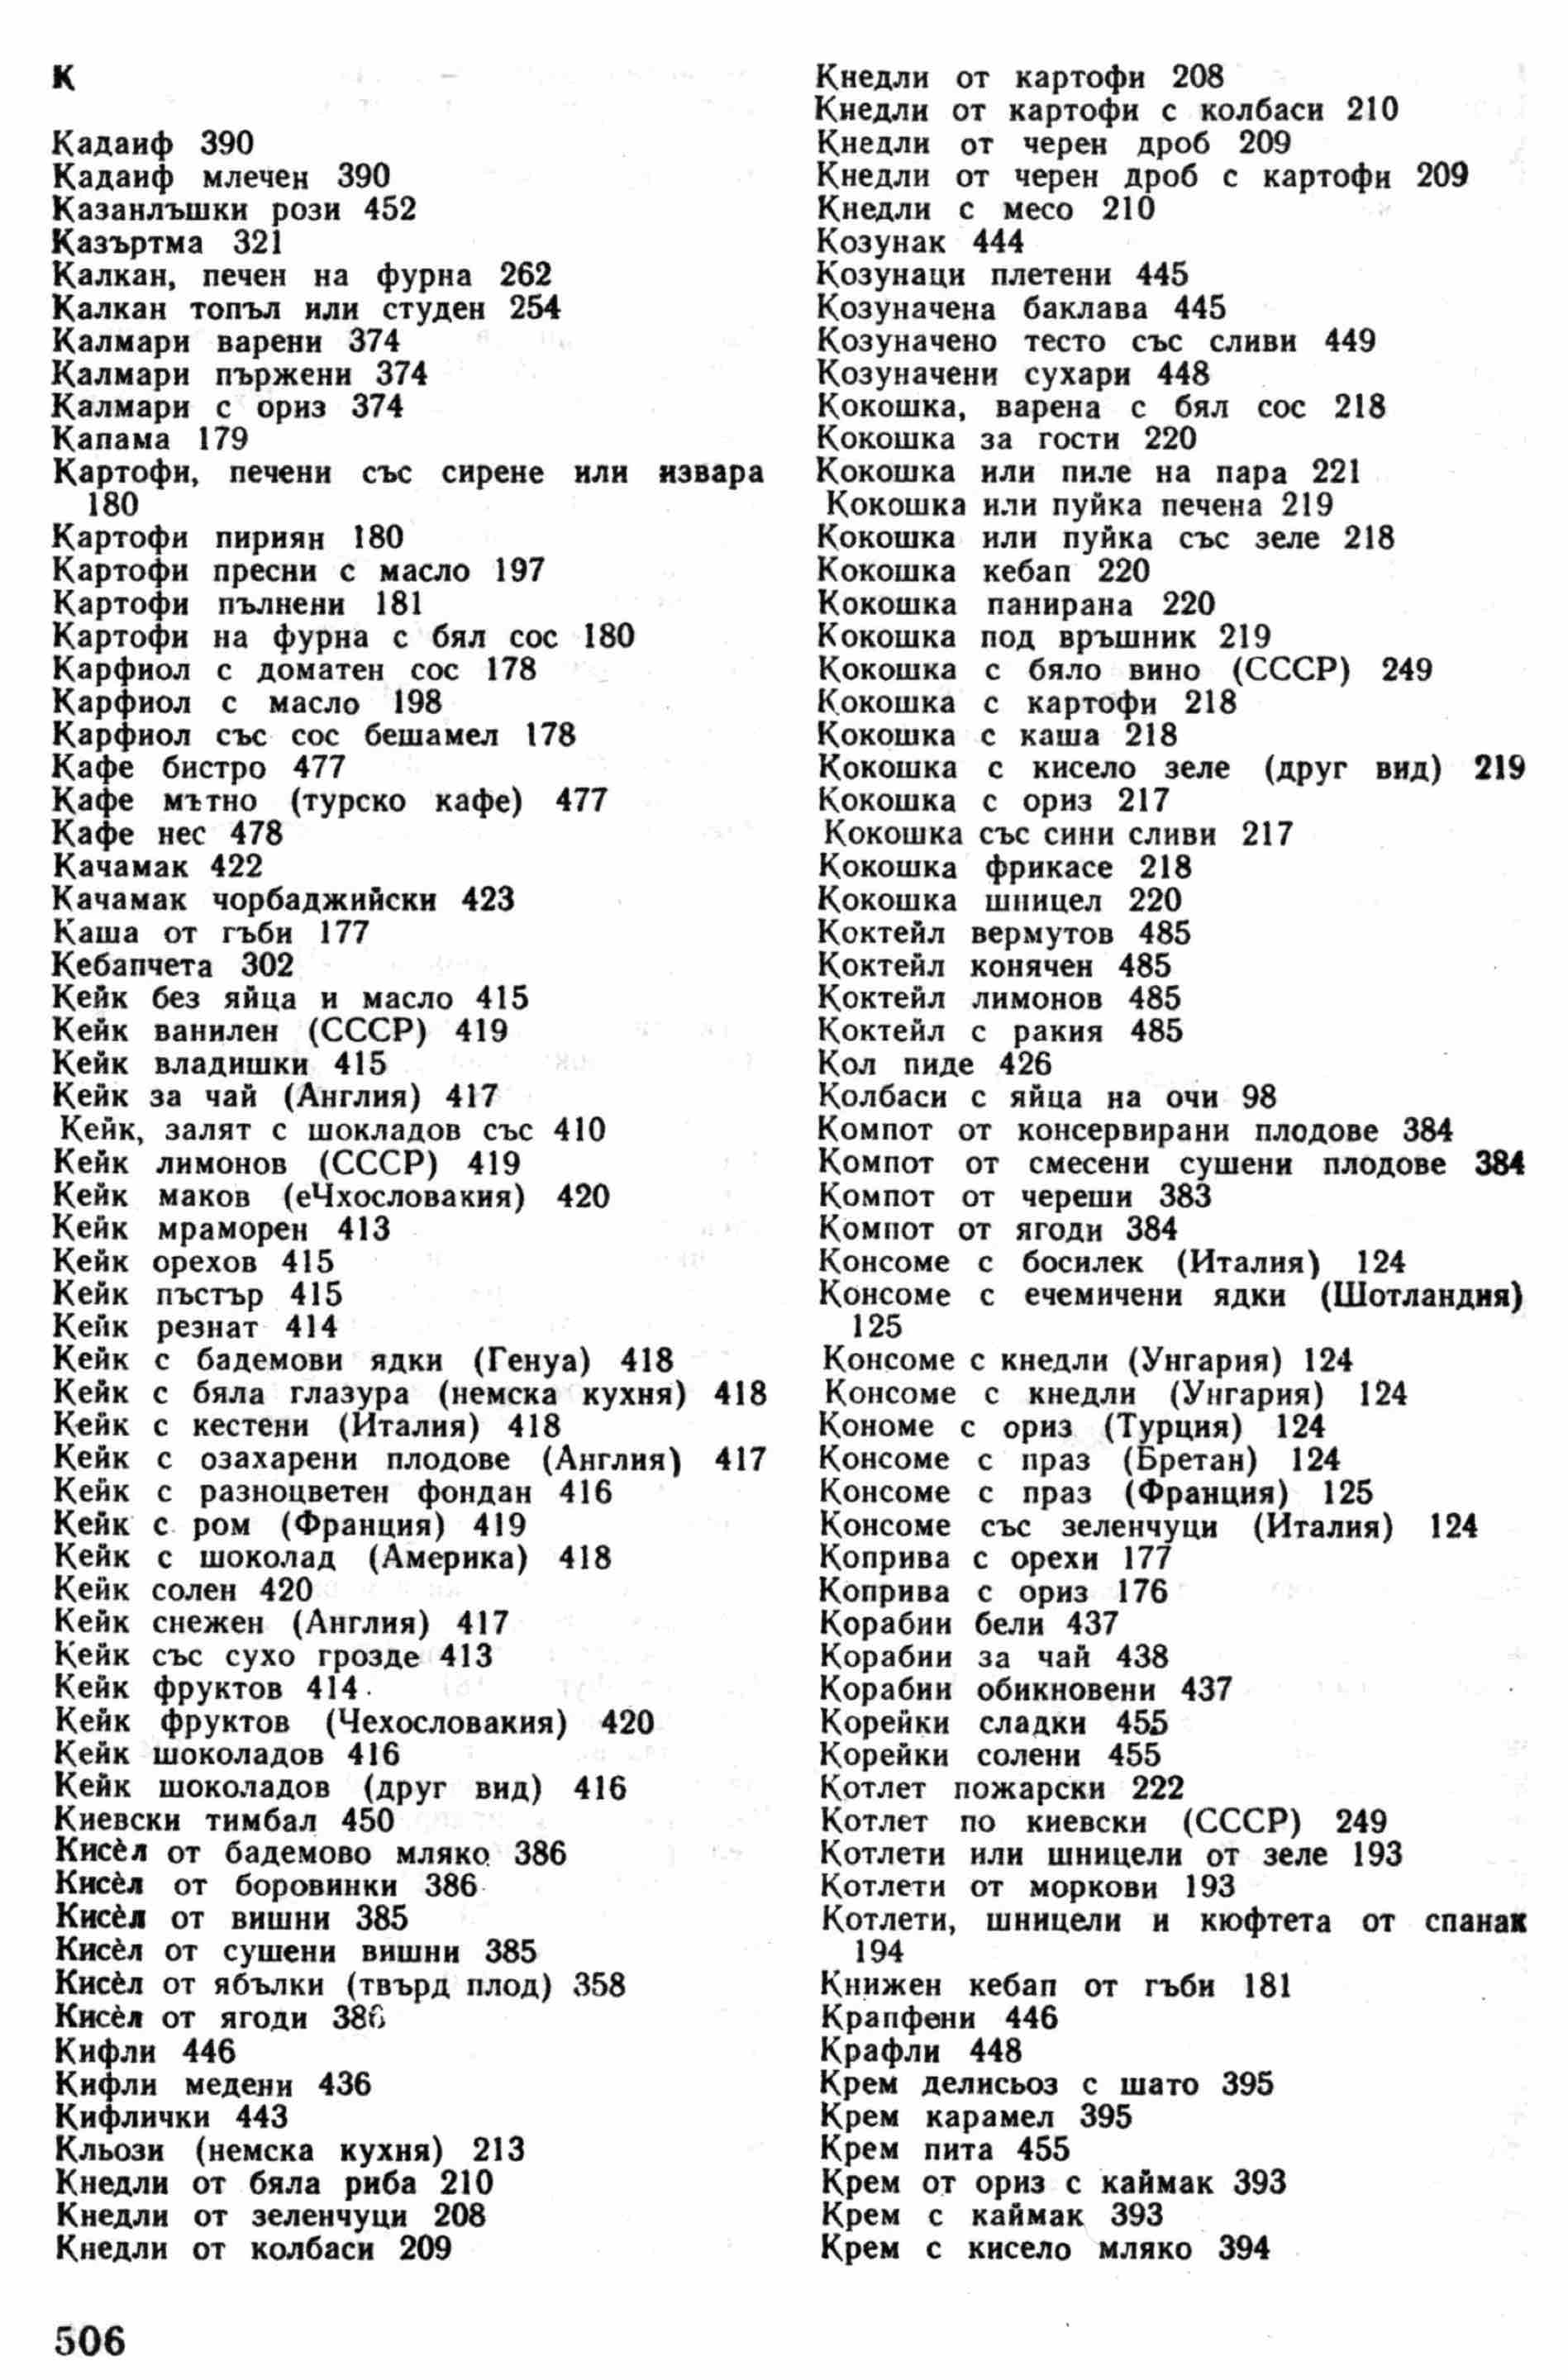 К
Кадаиф 390
Кадаиф млечен 390
Казанлъшки рози 452
Казъртма 321
Калкан, печен на фурна 262
Калкан топъл или студен 254
Калмари варени 374
Калмари пържени 374
Калмари с ориз 374
Капама 179
Картофи, печени със сирене или извара
180
Картофи пириян 180
Картофи пресни с масло 197
Картофи пълнени 181
Картофи на фурна с бял сос 180
Карфиол с доматен сос 178
Карфиол с масло 198
Карфиол със сос бешамел 178
Кафе бистро 477
Кафе мътно (турско кафе) 477
Кафе нес 478
Качамак 422
Качамак чорбаджийски 423
Каша от гъби 177
Кебапчета 302
Кейк без яйца и масло 415
Кейк ванилен (СССР) 419
Кейк владишки 415
Кейк за чай (Англия) 417
Кейк, залят с шокладов със 410
Кейк лимонов (СССР) 419
Кейк маков (еЧхословакия) 420
Кейк мраморен 413
Кейк орехов 415
Кейк пъстър 415
Кейк резнат 414
Кейк с бадемови ядки (Генуа) 418
Кейк с бяла глазура (немска кухня) 418
Кейк с кестени (Италия) 418
Кейк с озахарени плодове (Англия) 417
Кейк с разноцветен фондан 416
Кейк с ром (Франция) 419
Кейк с шоколад (Америка) 418
Кейк солен 420
Кейк снежен (Англия) 417
Кейк със сухо грозде 413
Кейк фруктов 414
Кейк фруктов (Чехословакия) 420
Кейк шоколадов 416
Кейк шоколадов (друг вид) 416
Киевски тимбал 450
Кисѐл от бадемово мляко 386
Кисѐл от боровинки 386
Кисѐл от вишни 385
Кисѐл от сушени вишни 385
Кисѐл от ябълки (твърд плод) 358
Кисѐл от ягоди 386
Кифли 446
Кифли медени 436
Кифлички 443
Кльози (немска кухня) 213
Кнедли от бяла риба 210
Кнедли от зеленчуци 208
Кнедли от колбаси 209
Кнедли от картофи 208
Кнедли от картофи с колбаси 210
Кнедли от черен дроб 209
Кнедли от черен дроб с картофи 209
Кнедли с месо 210
Козунак 444
Козунаци плетени 445
Козуначена баклава 445
Козуначено тесто със сливи 449
Козуначени сухари 448
Кокошка, варена с бял сос 218
Кокошка за гости 220
Кокошка или пиле на пара 221
Кокошка или пуйка печена 219
Кокошка или пуйка със зеле 218
Кокошка кебап 220
Кокошка панирана 220
Кокошка под връшник 219
Кокошка с бяло вино (СССР) 249
Кокошка с картофи 218
Кокошка с каша 218
Кокошка с кисело зеле (друг вид) 219
Кокошка с ориз 217
Кокошка със сини сливи 217
Кокошка фрикасе 218
Кокошка шницел 220
Коктейл вермутов 485
Коктейл конячен 485
Коктейл лимонов 485
Коктейл с ракия 485
Кол пиде 426
Колбаси с яйца на очи 98
Компот от консервирани плодове 384
Компот от смесени сушени плодове 384
Компот от череши 383
Компот от ягоди 384
Консоме с босилек (Италия) 124
Консоме с ечемичени ядки (Шотландия)
125
Консоме с кнедли (Унгария) 124
Консоме с кнедли (Унгария) 124
Кономе с ориз (Турция) 124
Консоме с праз (Бретан) 124
Консоме с праз (Франция) 125
Консоме със зеленчуци (Италия) 124
Коприва с орехи 177
Коприва с ориз 176
Корабии бели 437
Корабии за чай 438
Корабии обикновени 437
Корейки сладки 455
Корейки солени 455
Котлет пожарски 222
Котлет по киевски (СССР) 249
Котлети или шницели от зеле 193
Котлети от моркови 193
Котлети, шницели и кюфтета от спанак
194
Книжен кебап от гъби 181
Крапфени 446
Крафли 448
Крем делисьоз с шато 395
Крем карамел 395
Крем пита 455
Крем от ориз с каймак 393
Крем с каймак 393
Крем с кисело мляко 394
506